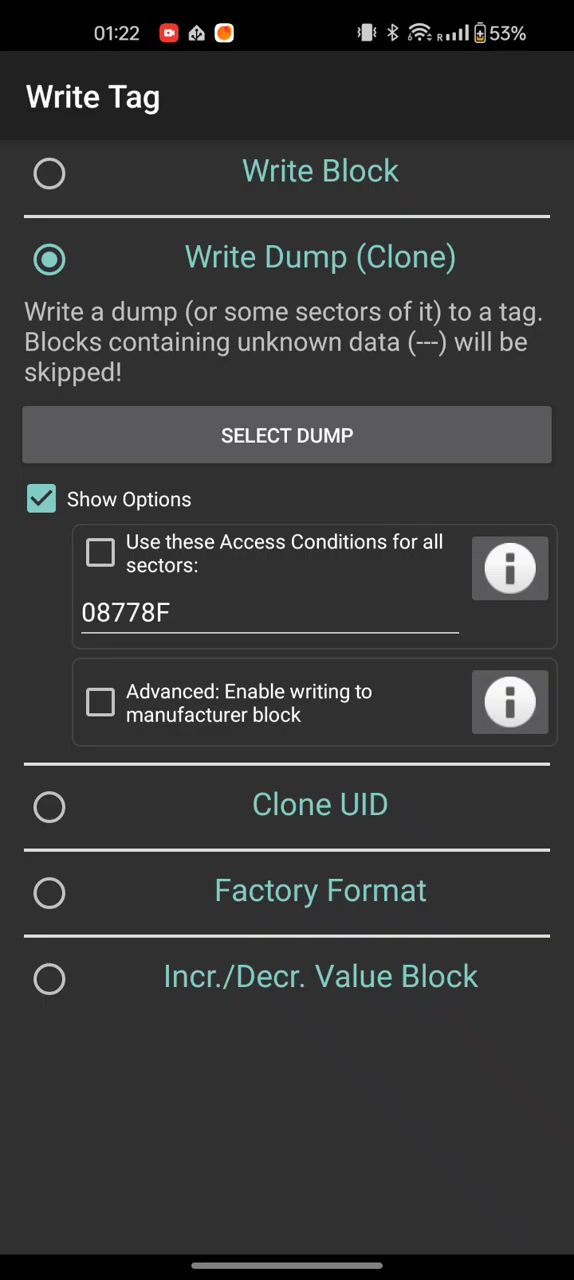 01:22
R
53%
Write Tag
Write Block
Write Dump (Clone)
Write a dump (or some sectors of it) to a tag.
Blocks containing unknown data (---) will be
skipped!
SELECT DUMP
Show Options
Use these Access Conditions for all
sectors:
08778F
Advanced: Enable writing to
manufacturer block
Clone UID
Factory Format
Incr./Decr. Value Block